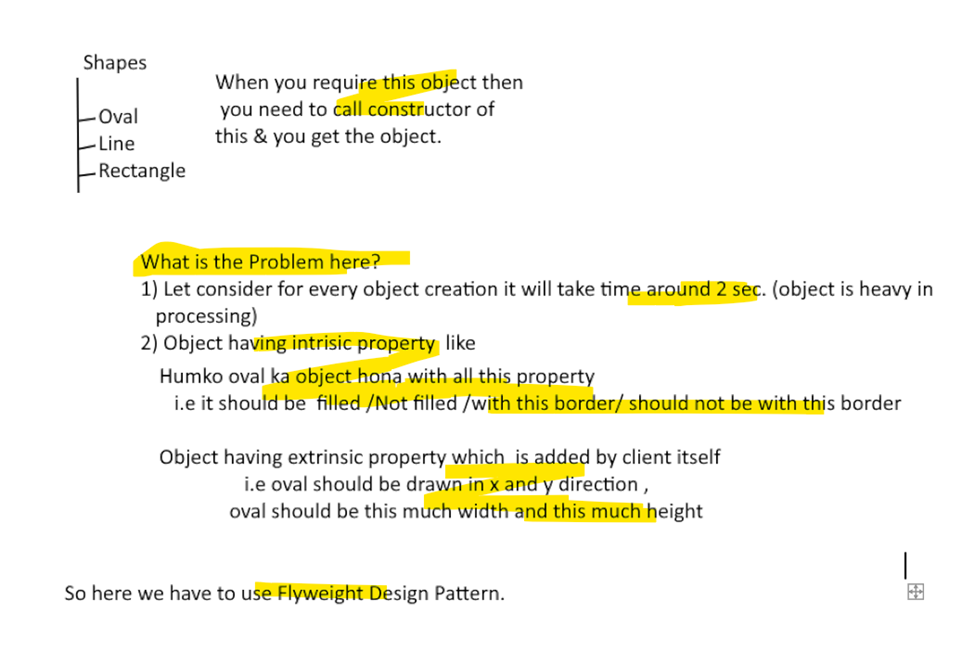 Shapes
Oval
Line
Rectangle
When you require this object then
you need to call constructor of
this & you get the object.
What is the Problem here?
1) Let consider for every object creation it will take time around 2 sec. (object is heavy in
processing)
2) Object having intrisic property like
Humko oval ka object hona with all this property
i.e it should be filled /Not filled /with this border/ should not be with this border
Object having extrinsic property which is added by client itself
i.e oval should be drawn in x and y direction ,
oval should be this much width and this much height
So here we have to use Flyweight Design Pattern.